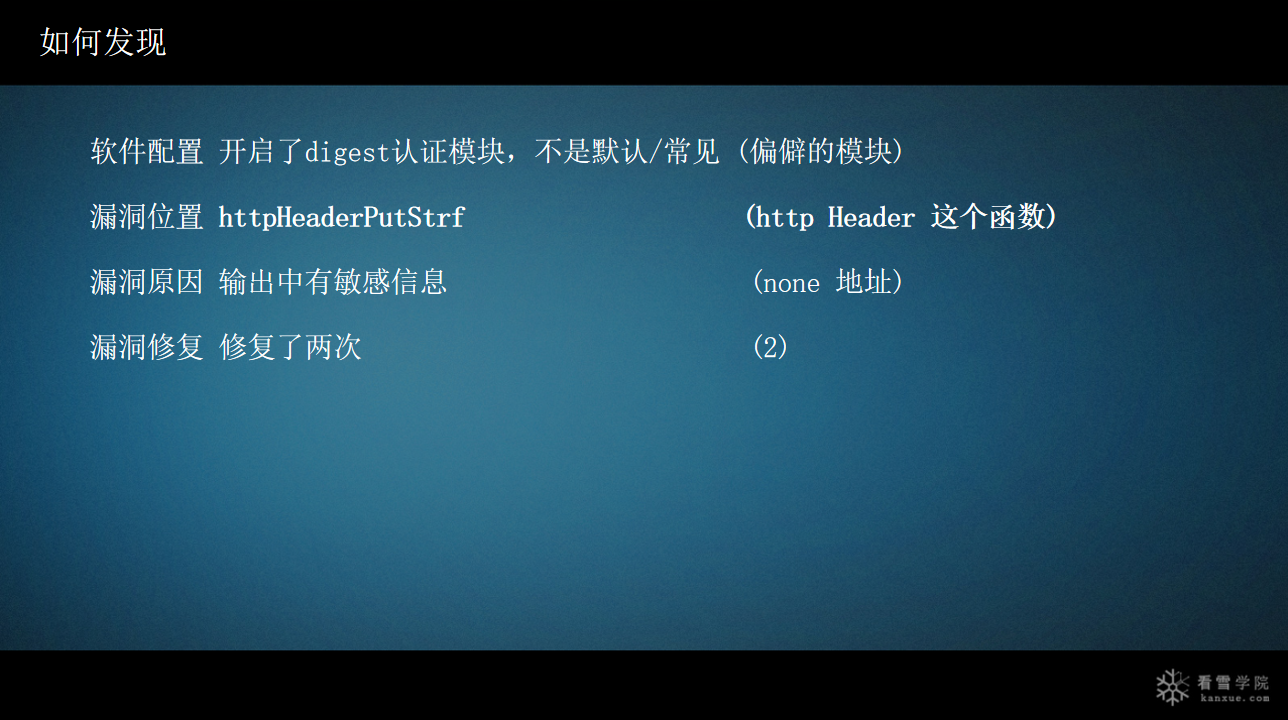 如何发现
软件配置 开启了digest认证模块，不是默认/常见 (偏僻的模块)
漏洞位置 httpHeaderPutStrf (http Header 这个函数)
漏洞原因 输出中有敏感信息 (none 地址)
漏洞修复 修复了两次 (2)
看雪学院
kanxue.com